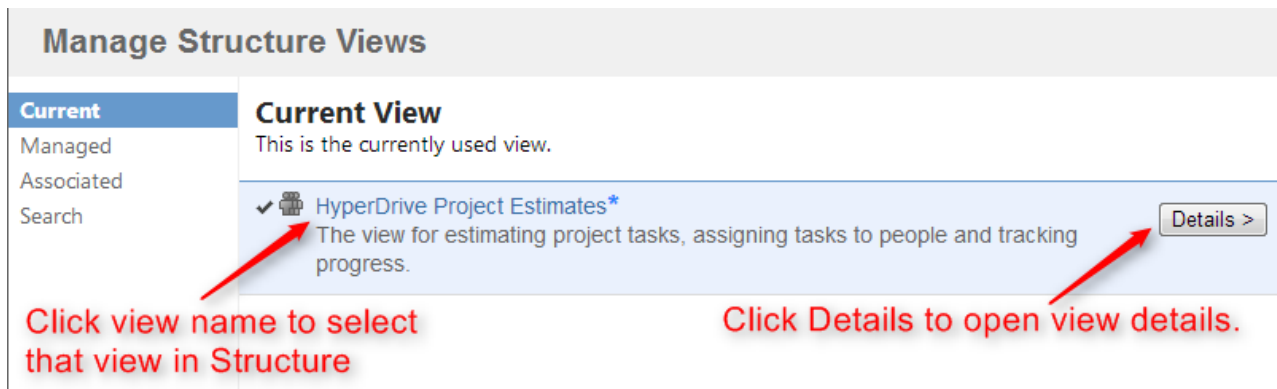 Manage Structure Views
Current
Managed
Associated
Search
Current View
This is the currently used view.
HyperDrive Project Estimates*
The view for estimating project tasks, assigning tasks to people and tracking
progress.
Details >
Click view name to select
that view in Structure
Click Details to open view details.